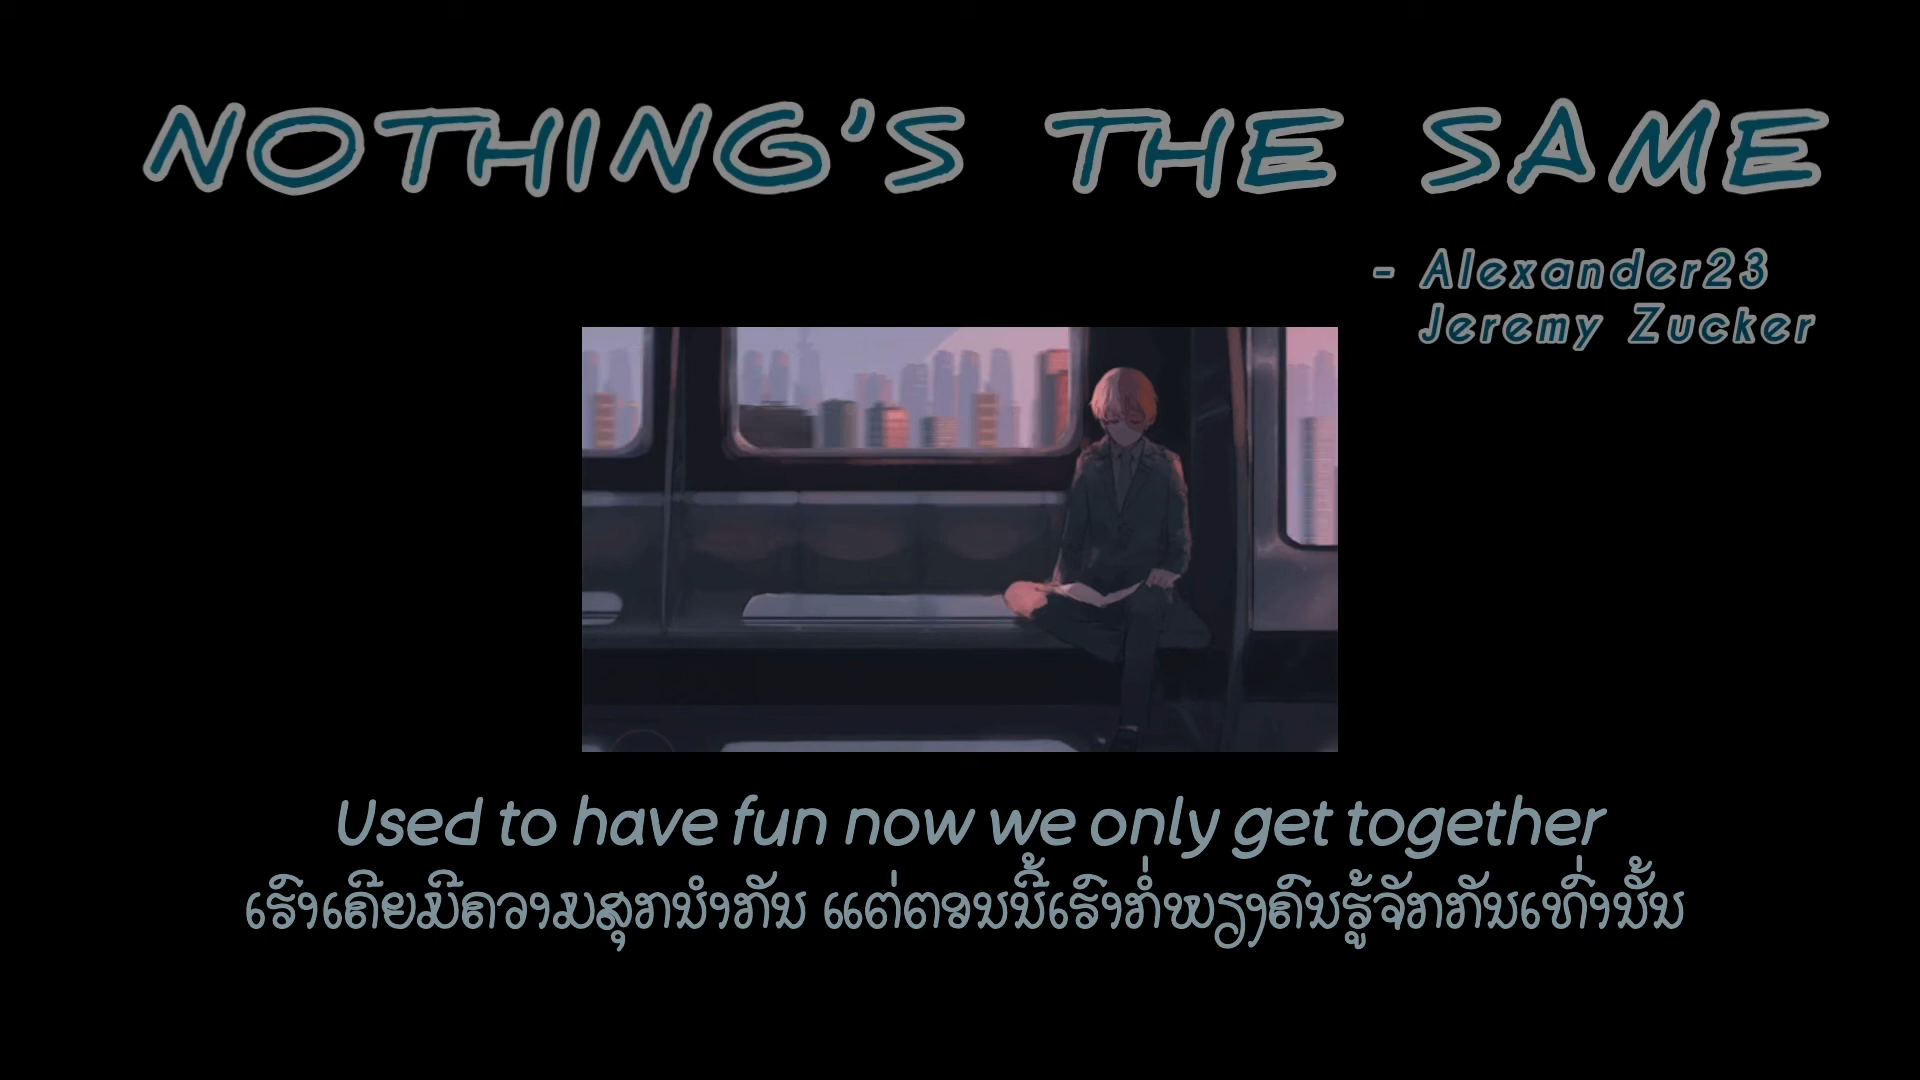 NOTHING'S THE SAME
- Alexander23
Jeremy Zucker
Used to have fun now we only get together
ເຮົາເຄີຍມີຄວາມສຸກນຳກັນ ແຕ່ຕອນນີ້ເຮົາກໍ່ພຽງຄົນຮູ້ຈັກກັນເທົ່ານັ້ນ